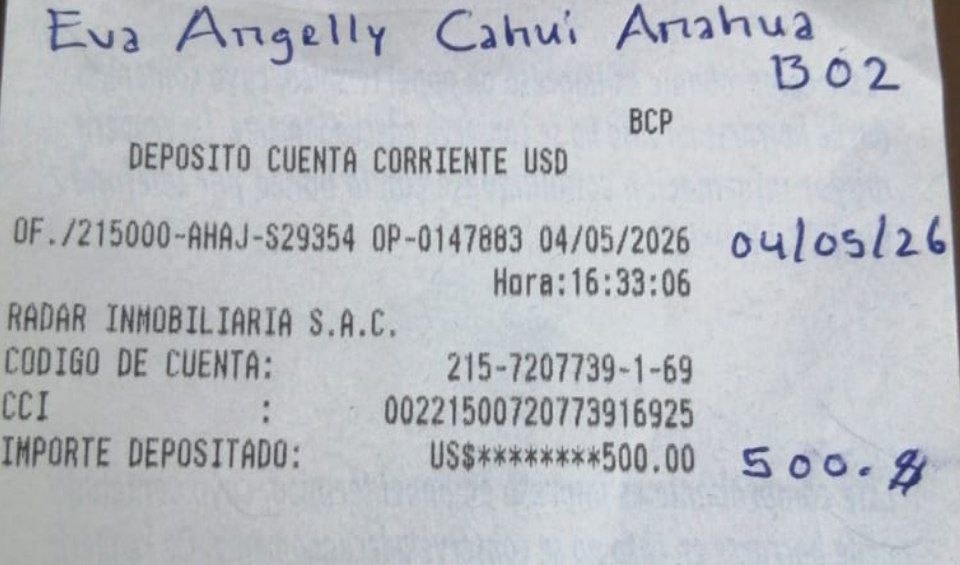 Eva Angelly Cahui Anahua
B02
BCP
DEPOSITO CUENTA CORRIENTE USD
OF./215000-AHAJ-S29354 OP-0147883 04/05/2026 04/05/26
Hora:16:33:06
RADAR INMOBILIARIA S.A.C.
CODIGO DE CUENTA: 215-7207739-1-69
CCI : 00221500720773916925
IMPORTE DEPOSITADO: US$********500.00 500.$